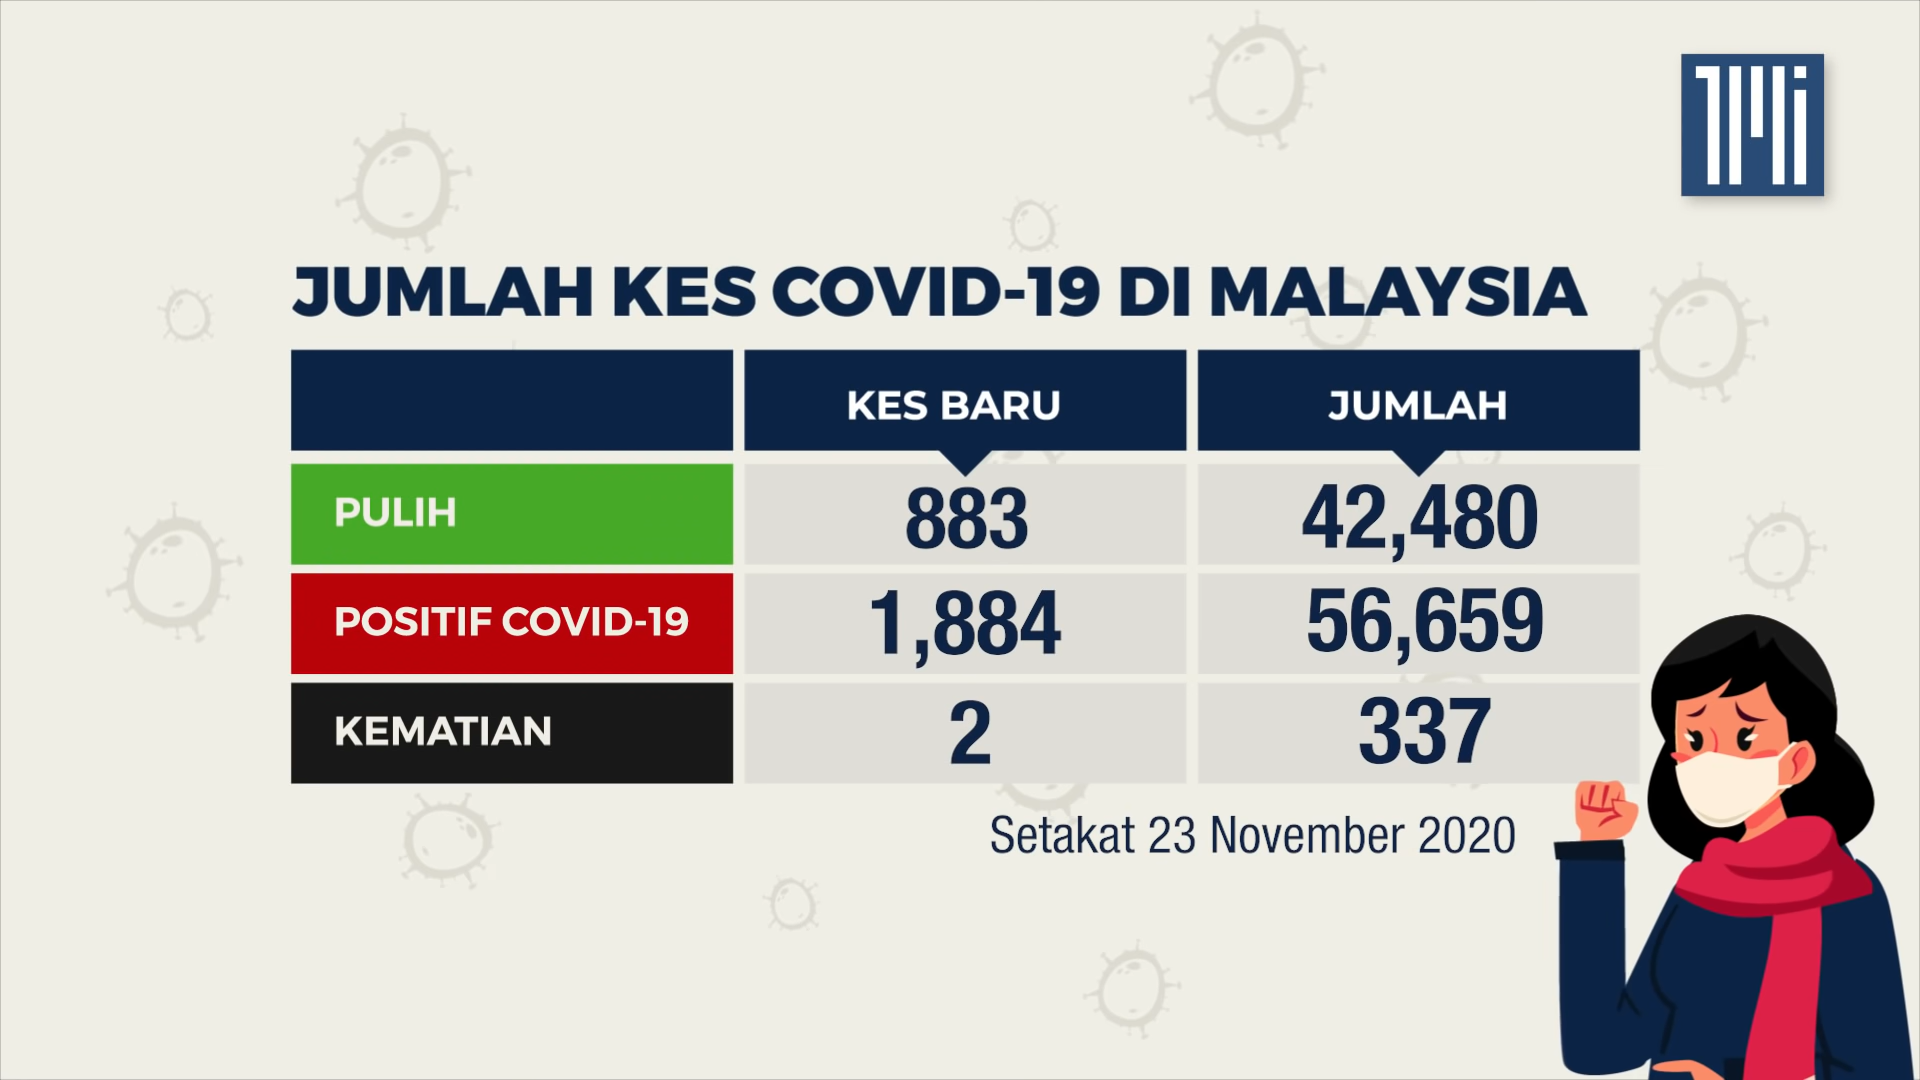 TMi
JUMLAH KES COVID-19 DI MALAYSIA
KES BARU JUMLAH
PULIH 883 42,480
POSITIF COVID-19 1,884 56,659
KEMATIAN 2 337
Setakat 23 November 2020